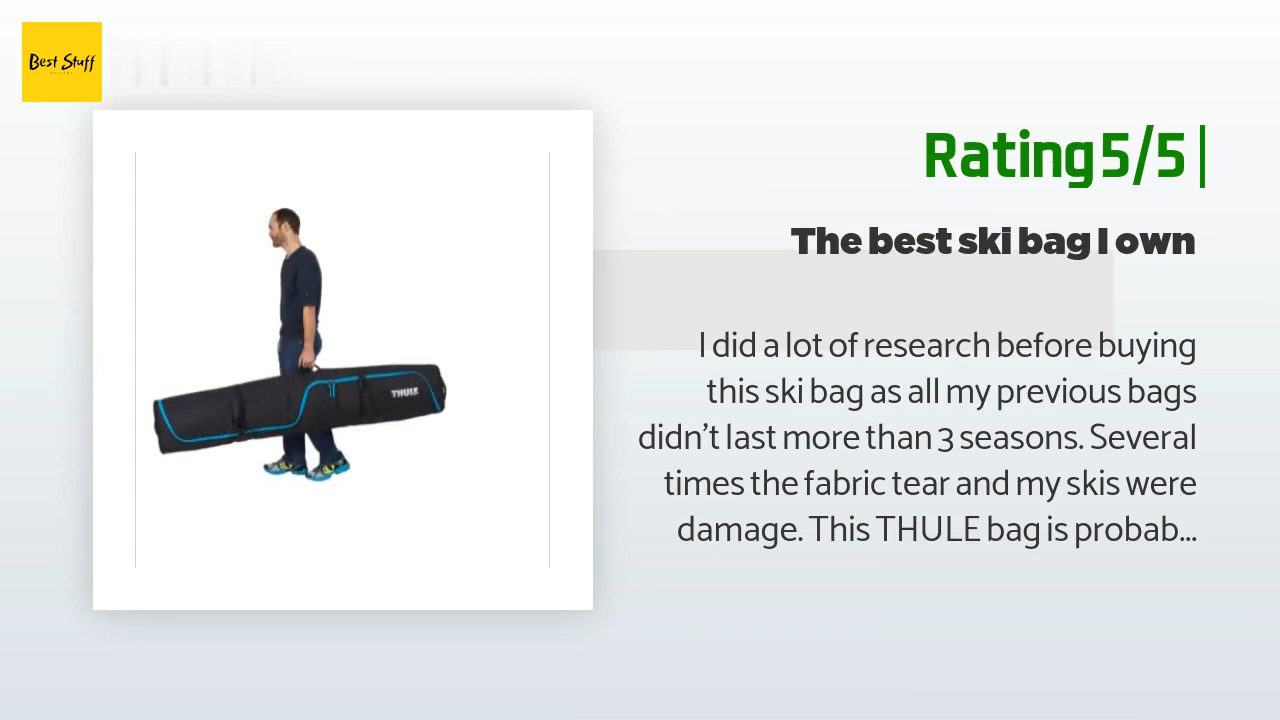 Best Stuff
Rating 5/5
The best ski bag I own
I did a lot of research before buying
this ski bag as all my previous bags
didn't last more than 3 seasons. Several
times the fabric tear and my skis were
damage. This THULE bag is probab...
THULE